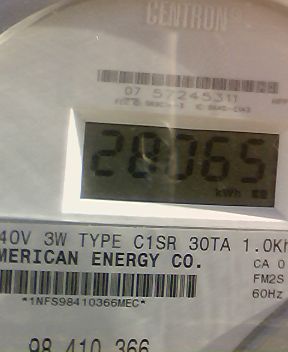 CENTRON®
07 57245311
28065
kWh
40V 3W TYPE C1SR 30TA 1.0Kh
MERICAN ENERGY CO.
CA 0
FM2S
*1NFS98410366MEC*
60Hz
98 410 366